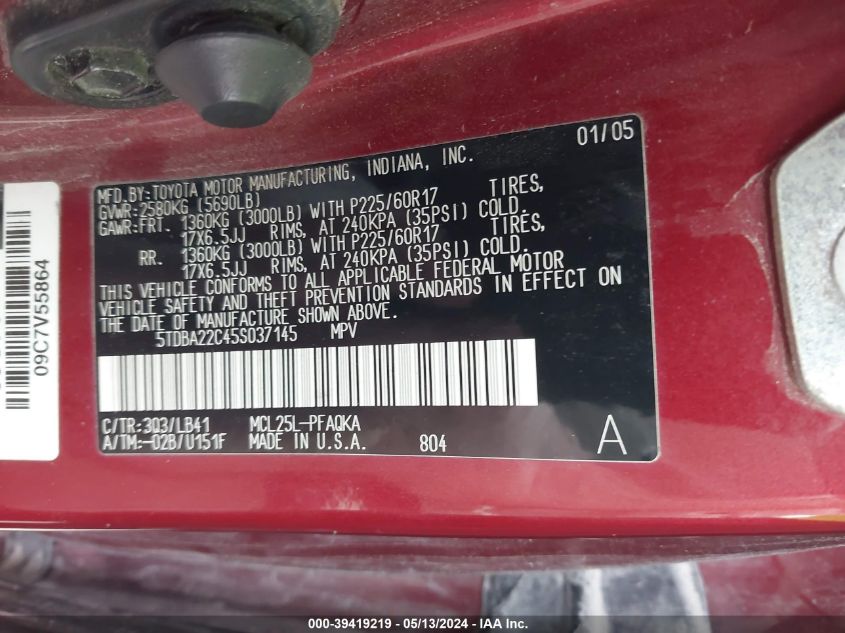 01/05
MFD.BY:TOYOTA MOTOR MANUFACTURING, INDIANA, INC.
GVWR:2580KG (5690LB)
GAWR:FRT. 1360KG (3000LB) WITH P225/60R17 TIRES,
17X6.5JJ RIMS, AT 240KPA (35PSI) COLD.
RR. 1360KG (3000LB) WITH P225/60R17 TIRES,
17X6.5JJ RIMS, AT 240KPA (35PSI) COLD.
THIS VEHICLE CONFORMS TO ALL APPLICABLE FEDERAL MOTOR
VEHICLE SAFETY AND THEFT PREVENTION STANDARDS IN EFFECT ON
THE DATE OF MANUFACTURE SHOWN ABOVE.
5TDBA22C45S037145 MPV
C/TR:3Q3/LB41 MCL25L-PFAQKA
A/TM:-02B/U151F MADE IN U.S.A. 804 A
09C7V55864
000-39419219 - 05/13/2024 - IAA Inc.